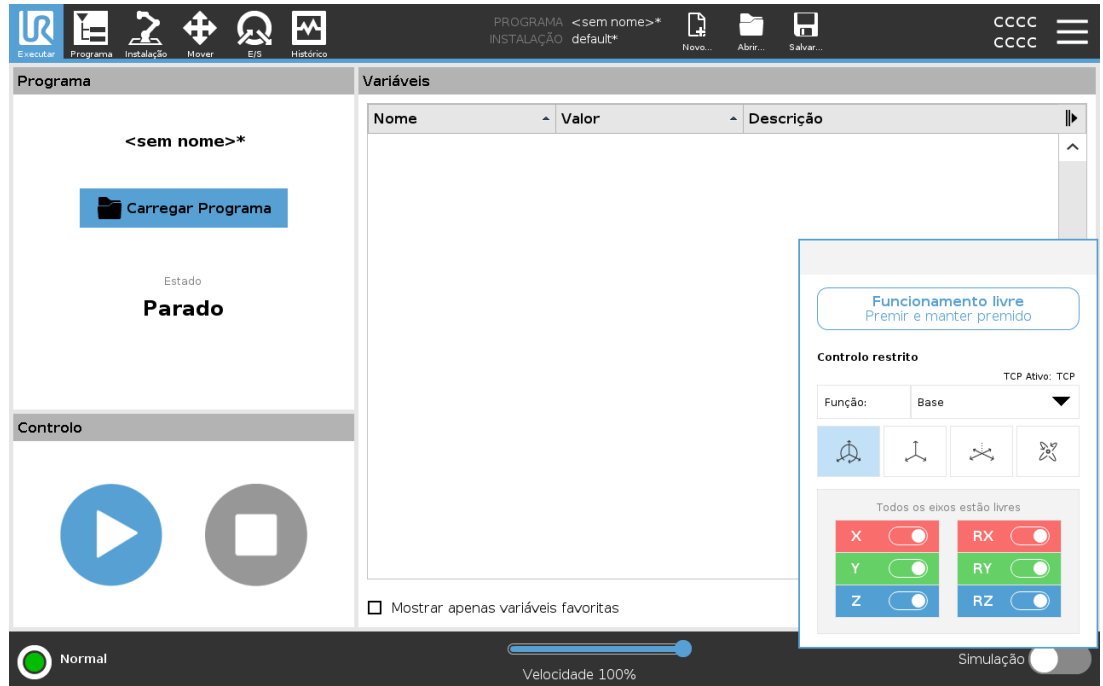 PROGRAMA <sem nome>*
INSTALAÇÃO default*
CCCC
CCCC
Executar Programa Instalação Mover E/S Histórico Novo... Abrir... Salvar...
Programa
<sem nome>*
Carregar Programa
Estado
Parado
Controlo
Variáveis
Nome Valor Descrição
Mostrar apenas variáveis favoritas
Funcionamento livre
Premir e manter premido
Controlo restrito
TCP Ativo: TCP
Função: Base
Todos os eixos estão livres
X RX
Y RY
Z RZ
Normal
Velocidade 100%
Simulação